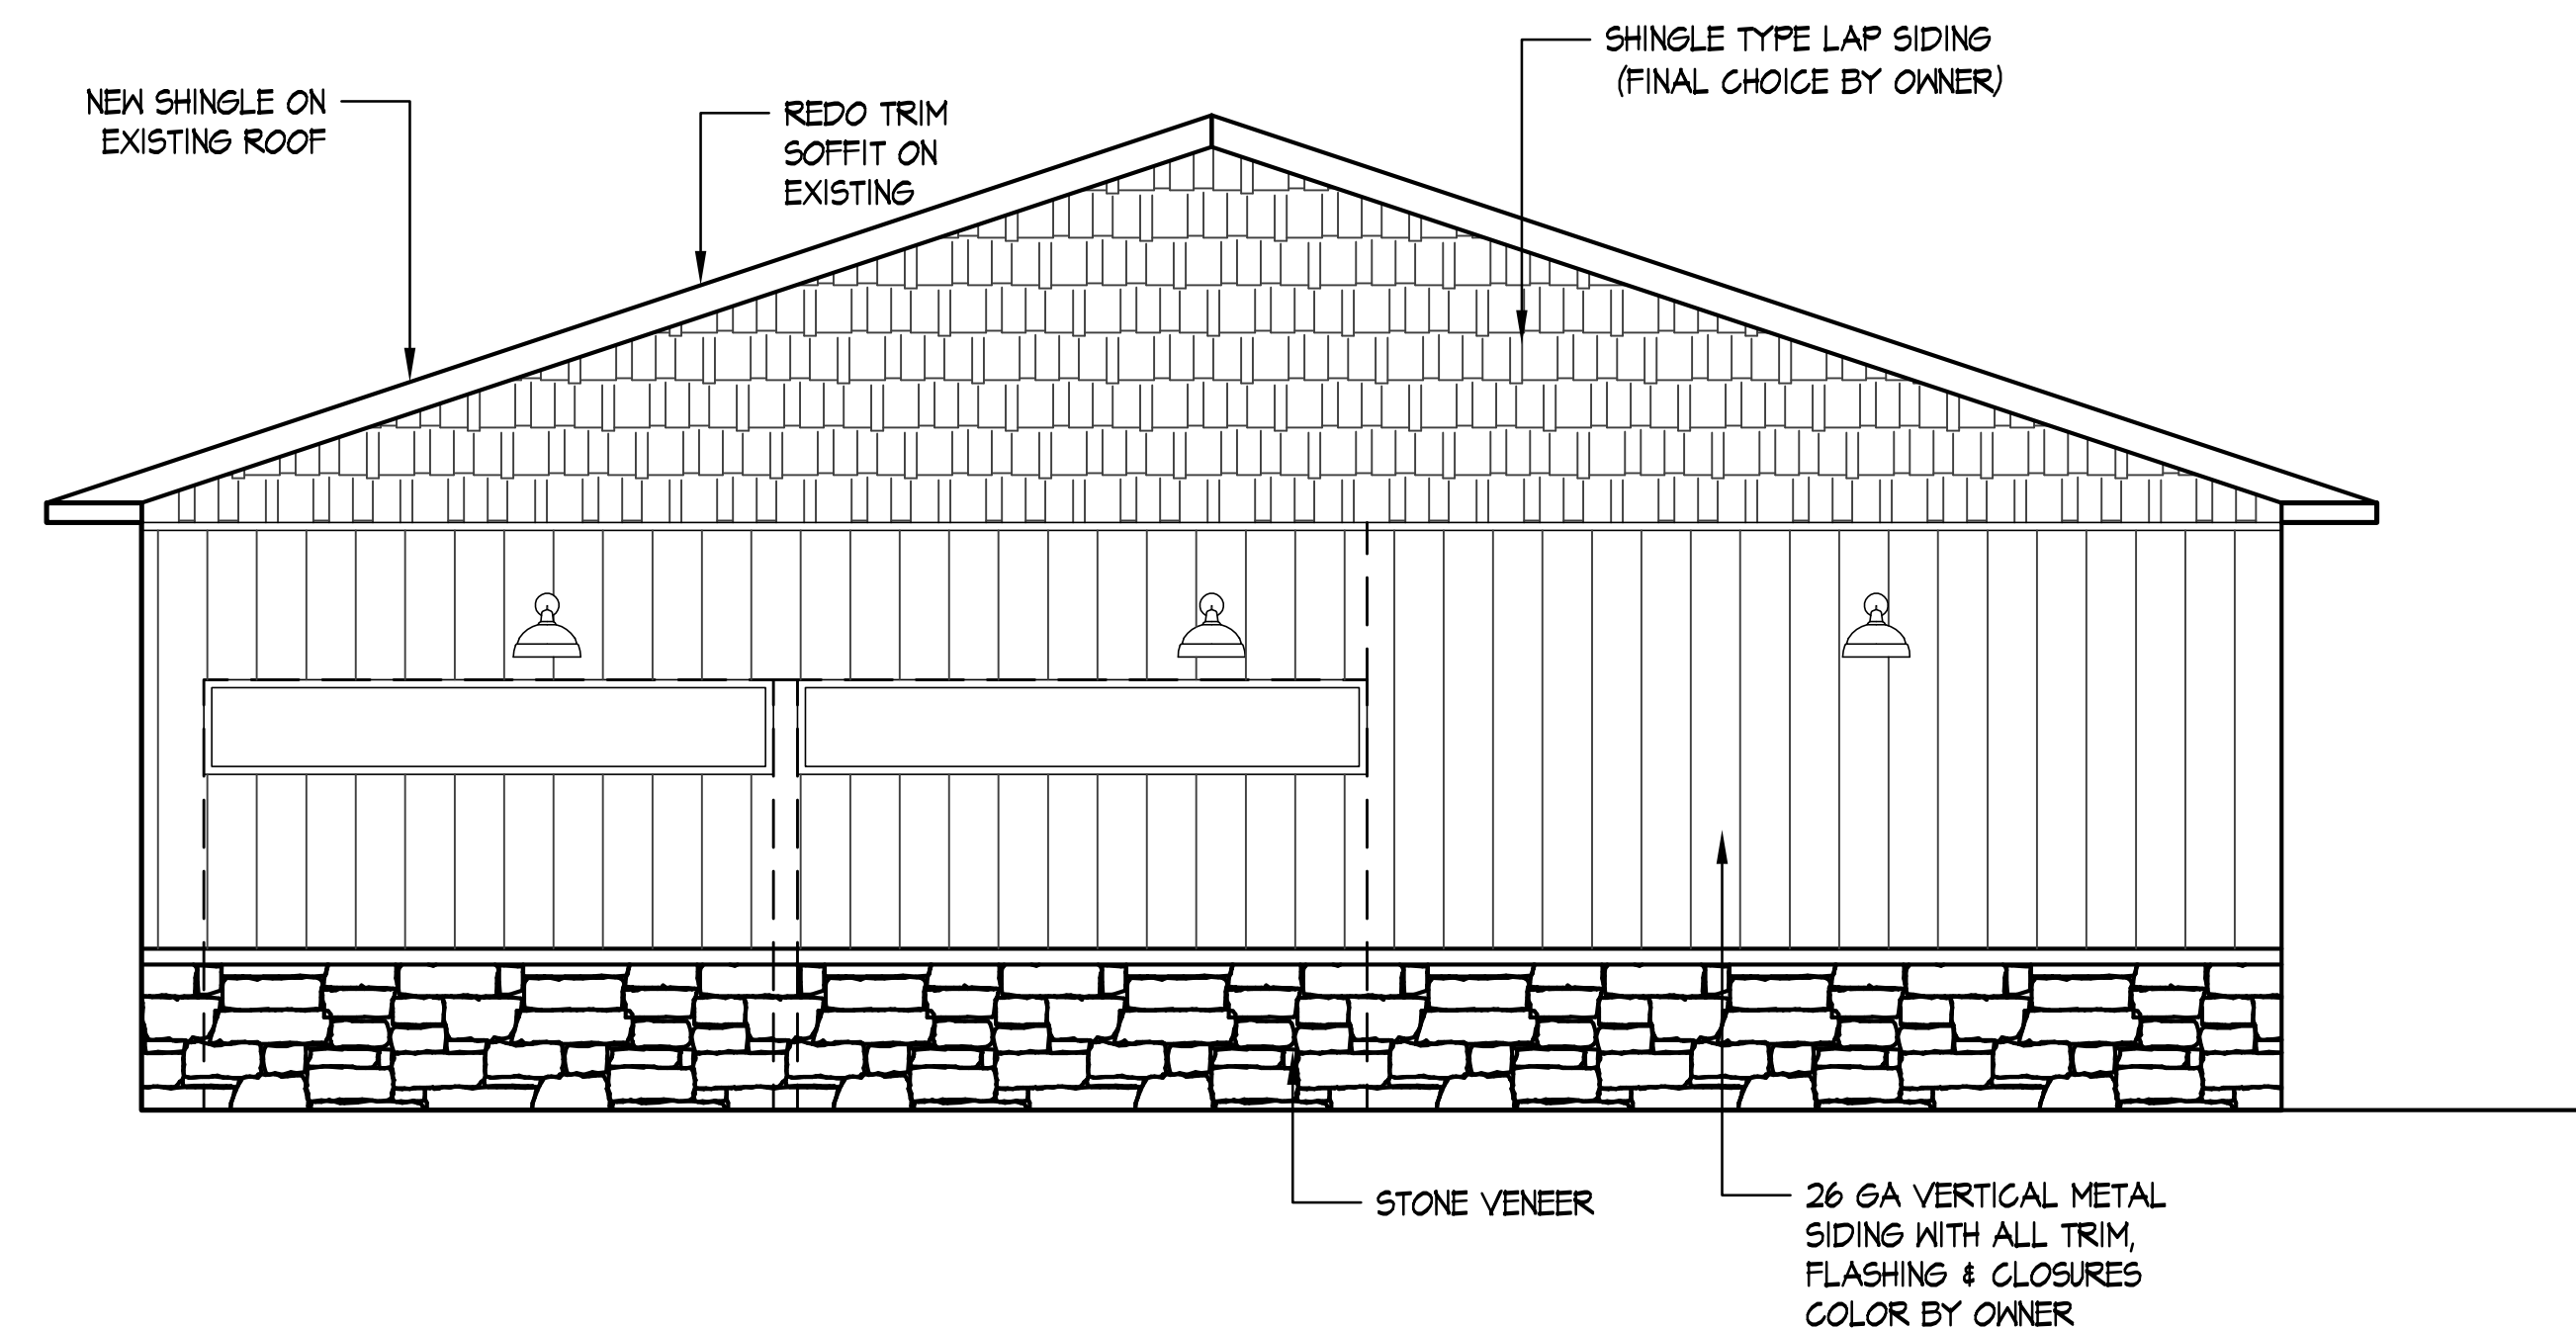 NEW SHINGLE ON
EXISTING ROOF
REDO TRIM
SOFFIT ON
EXISTING
SHINGLE TYPE LAP SIDING
(FINAL CHOICE BY OWNER)
STONE VENEER
26 GA VERTICAL METAL
SIDING WITH ALL TRIM,
FLASHING & CLOSURES
COLOR BY OWNER